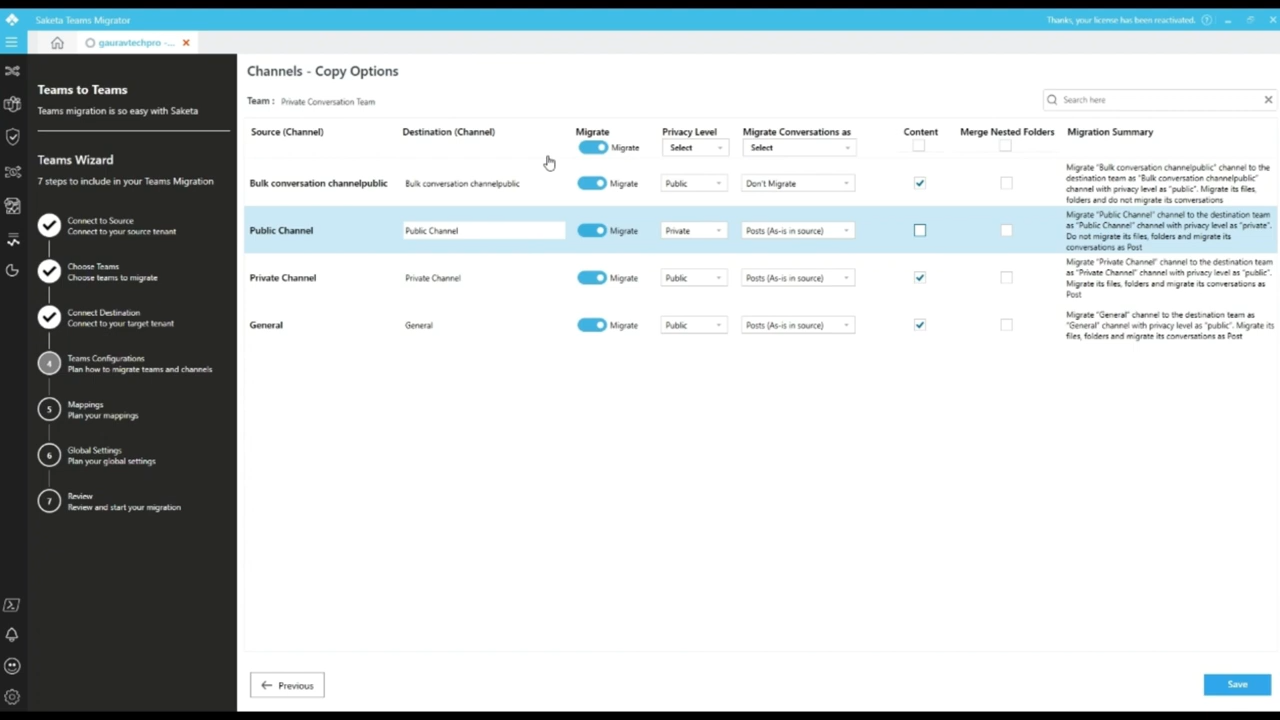 Saketa Teams Migrator
Thanks, your license has been reactivated.
gauravtechpro -...
Teams to Teams
Teams migration is so easy with Saketa
Teams Wizard
7 steps to include in your Teams Migration
Connect to Source
Connect to your source tenant
Choose Teams
Choose teams to migrate
Connect Destination
Connect to your target tenant
4
Teams Configurations
Plan how to migrate teams and channels
5
Mappings
Plan your mappings
6
Global Settings
Plan your global settings
7
Review
Review and start your migration
Channels - Copy Options
Team : Private Conversation Team
Search here
Source (Channel) Destination (Channel) Migrate Privacy Level Migrate Conversations as Content Merge Nested Folders Migration Summary
Migrate Select Select
Bulk conversation channelpublic Bulk conversation channelpublic Migrate Public Don't Migrate
Migrate "Bulk conversation channelpublic" channel to the
destination team as "Bulk conversation channelpublic"
channel with privacy level as "public". Migrate its files,
folders and do not migrate its conversations
Public Channel Public Channel Migrate Private Posts (As-is in source)
Migrate "Public Channel" channel to the destination team
as "Public Channel" channel with privacy level as "private".
Do not migrate its files, folders and migrate its
conversations as Post
Private Channel Private Channel Migrate Public Posts (As-is in source)
Migrate "Private Channel" channel to the destination team
as "Private Channel" channel with privacy level as "public".
Migrate its files, folders and migrate its conversations as
Post
General General Migrate Public Posts (As-is in source)
Migrate "General" channel to the destination team as
"General" channel with privacy level as "public". Migrate its
files, folders and migrate its conversations as Post
Previous
Save